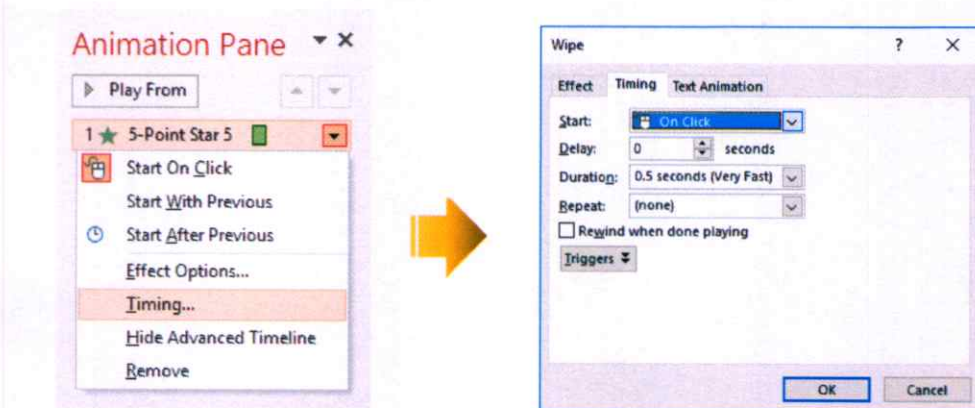 Animation Pane
Play From
1 5-Point Star 5
Start On Click
Start With Previous
Start After Previous
Effect Options...
Timing...
Hide Advanced Timeline
Remove
Wipe ? ×
Effect Timing Text Animation
Start: On Click
Delay: 0 seconds
Duration: 0.5 seconds (Very Fast)
Repeat: (none)
Rewind when done playing
Triggers
OK Cancel